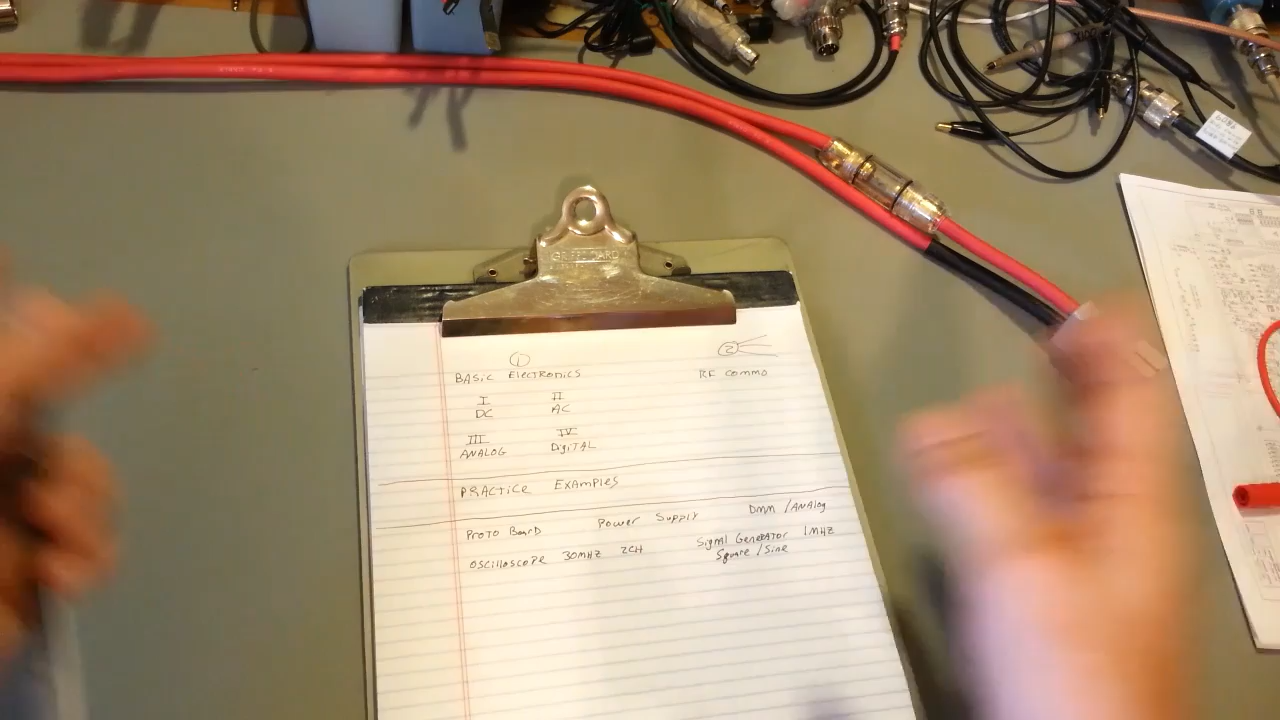 ① ②
BASIC ELECTRONICS RF COMMO
I II
DC AC
III IV
ANALOG DIGITAL
PRACTICE EXAMPLES
PROTO BOARD POWER SUPPLY DMM / ANALOG
OSCILLOSCOPE 30MHZ 2CH SIGNAL GENERATOR 1MHZ
SQUARE / SINE